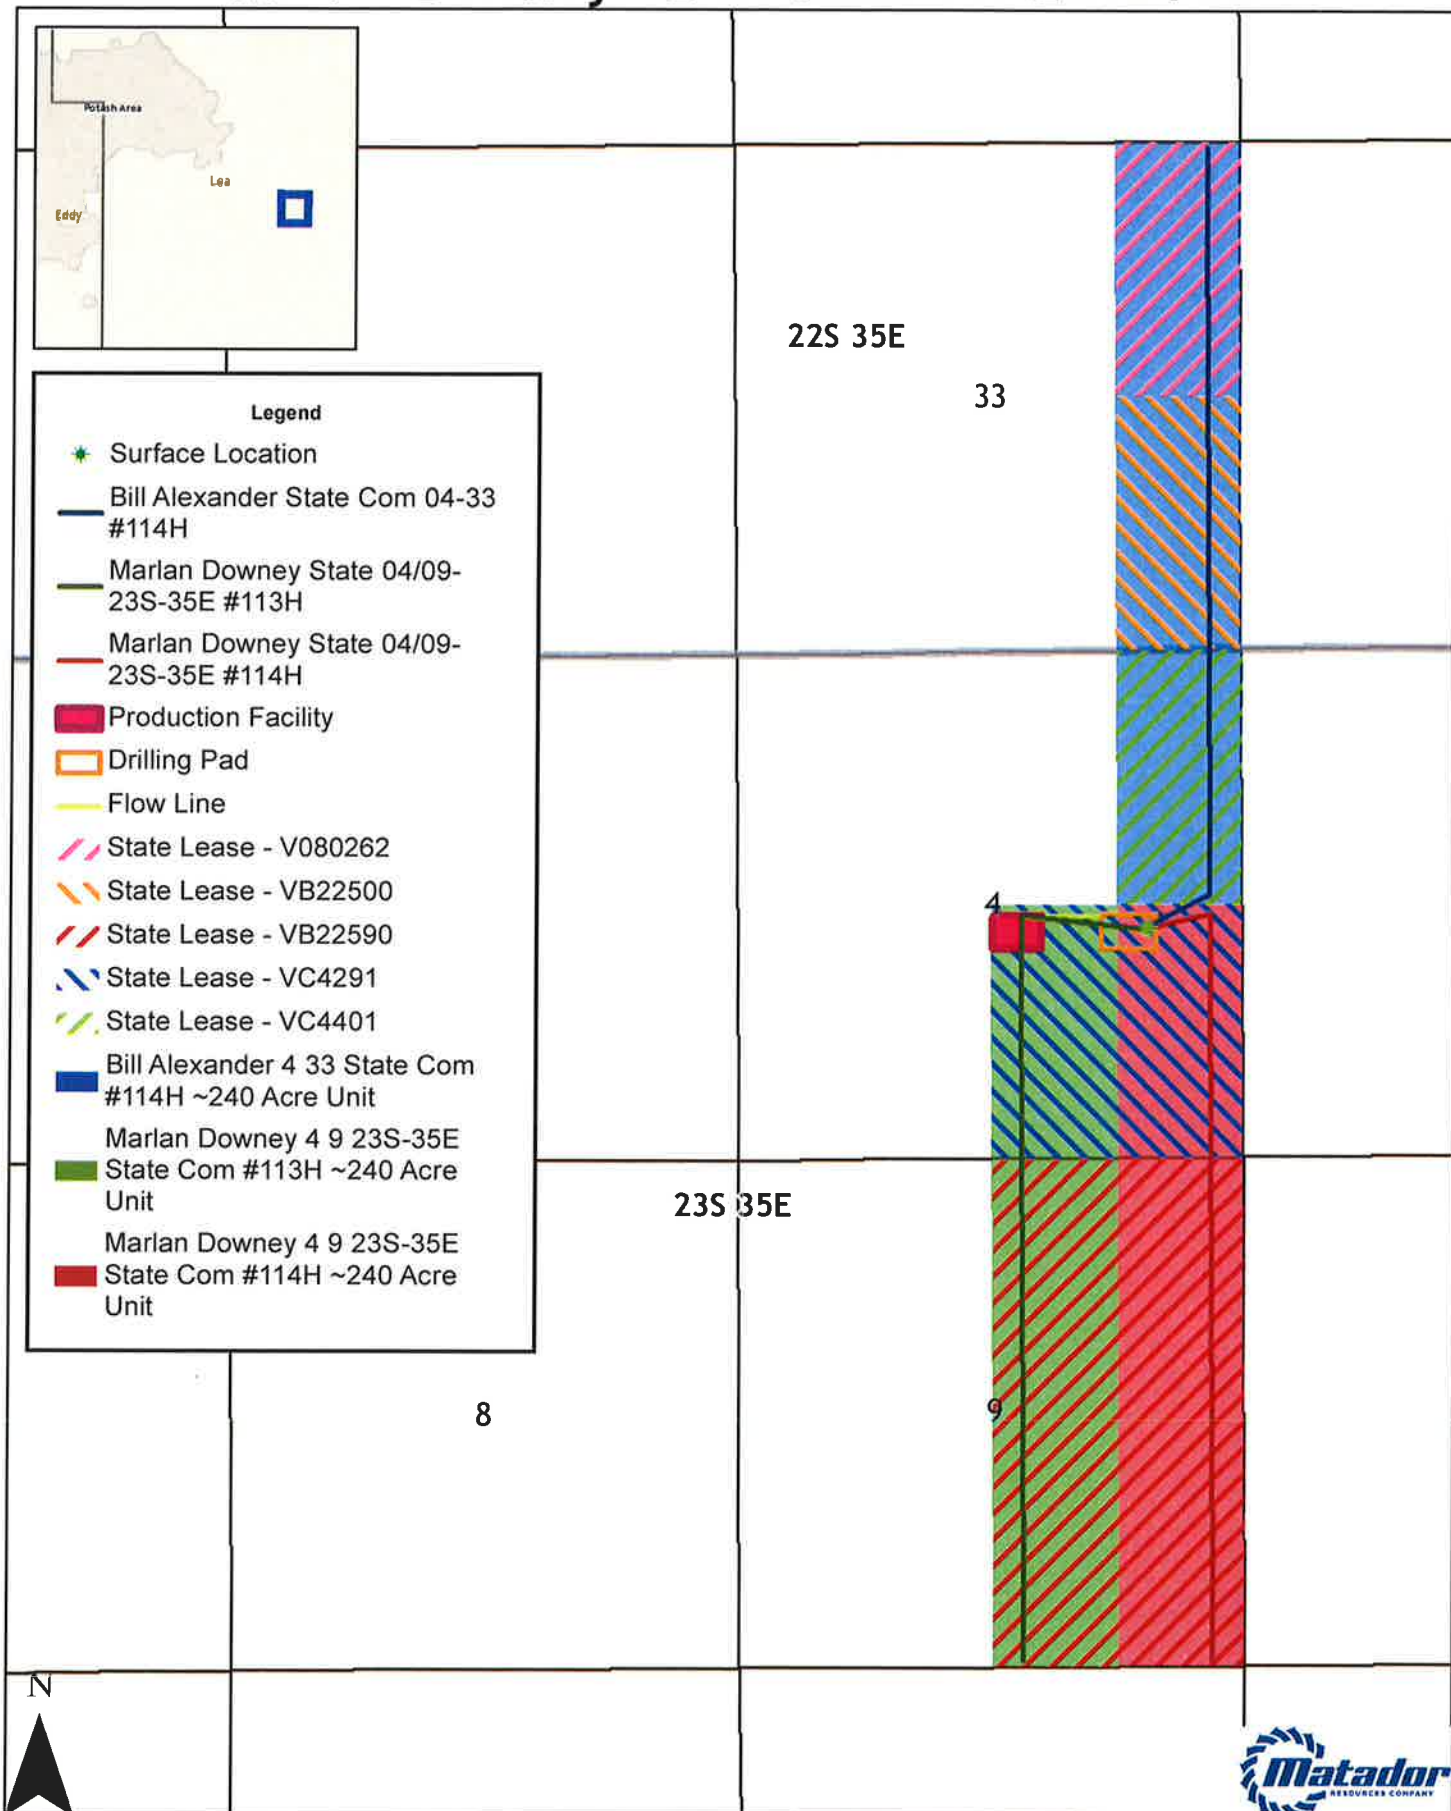 Potash Area
Lea
Eddy
22S 35E
33
Legend
Surface Location
Bill Alexander State Com 04-33
#114H
Marlan Downey State 04/09-
23S-35E #113H
Marlan Downey State 04/09-
23S-35E #114H
Production Facility
Drilling Pad
Flow Line
State Lease - V080262
State Lease - VB22500
State Lease - VB22590
State Lease - VC4291
State Lease - VC4401
Bill Alexander 4 33 State Com
#114H ~240 Acre Unit
Marlan Downey 4 9 23S-35E
State Com #113H ~240 Acre
Unit
Marlan Downey 4 9 23S-35E
State Com #114H ~240 Acre
Unit
4
23S 35E
8
9
N
Matador
RESOURCES COMPANY